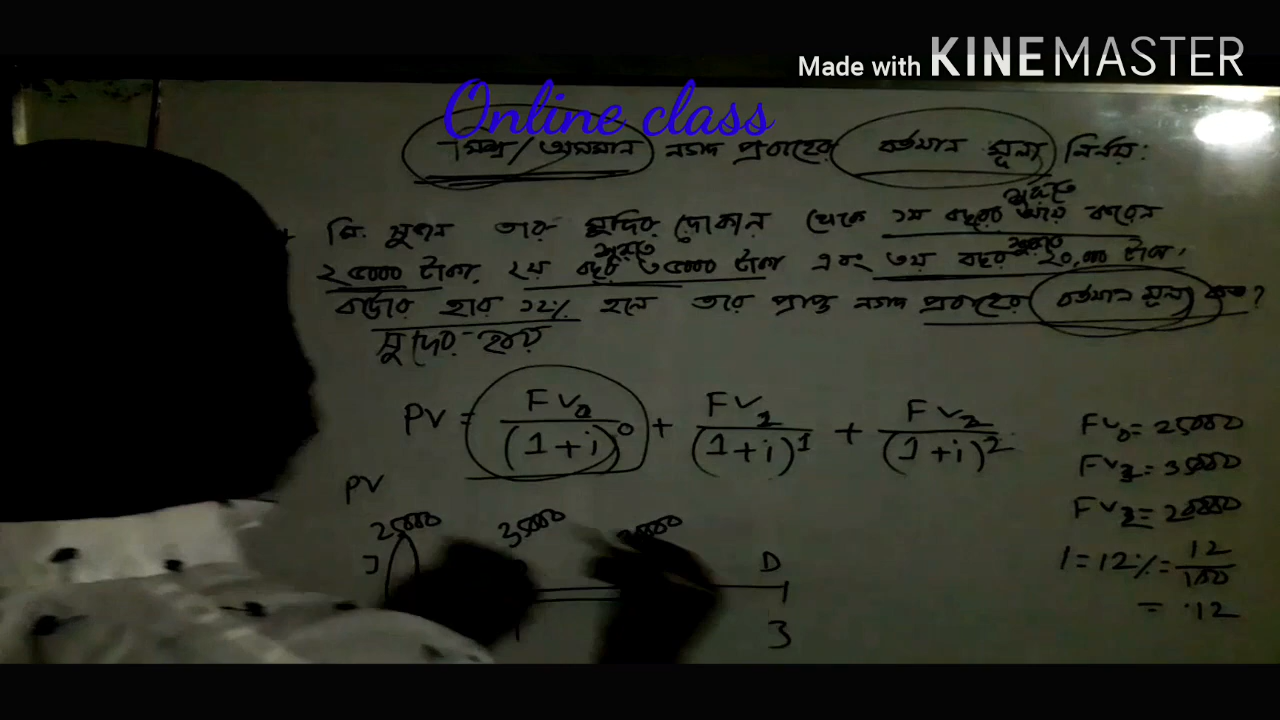 Made with KINEMASTER
Online class
মিশ্র/অসমান নগদ প্রবাহের বর্তমান মূল্য নির্ণয়:
মি. সুমন তার মুদির দোকান থেকে ১ম বছরের শুরুতে আয় করেন
২৫০০০ টাকা, ২য় বছর শুরুতে ৩৫০০০ টাকা এবং ৩য় বছর শুরুতে ২০,০০০ টাকা,
বাট্টার হার ১২% হলে তার প্রাপ্ত নগদ প্রবাহের বর্তমান মূল্য কত?
সুদের হার
PV = FV₀/(1+i)⁰ + FV₁/(1+i)¹ + FV₂/(1+i)²
FV₀ = 25000
FV₁ = 35000
FV₂ = 20000
I = 12% = 12/100
= .12
PV
25000 35000 20000
D
3